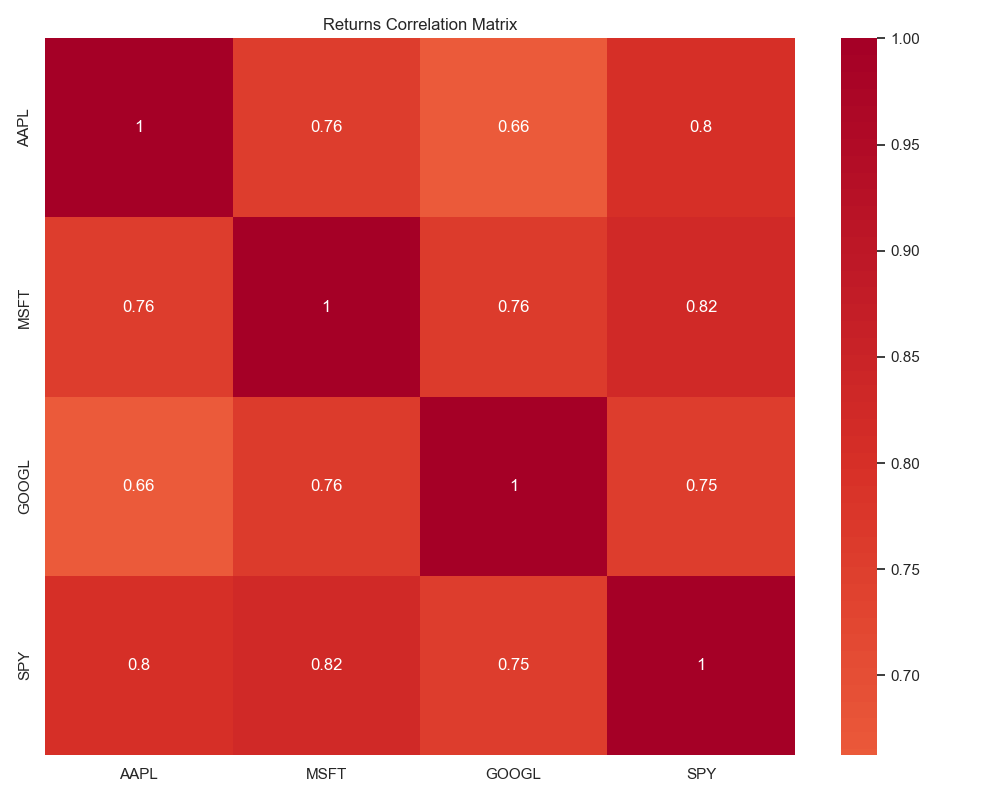 Returns Correlation Matrix
AAPL 1 0.76 0.66 0.8
MSFT 0.76 1 0.76 0.82
GOOGL 0.66 0.76 1 0.75
SPY 0.8 0.82 0.75 1
AAPL MSFT GOOGL SPY
1.00
0.95
0.90
0.85
0.80
0.75
0.70